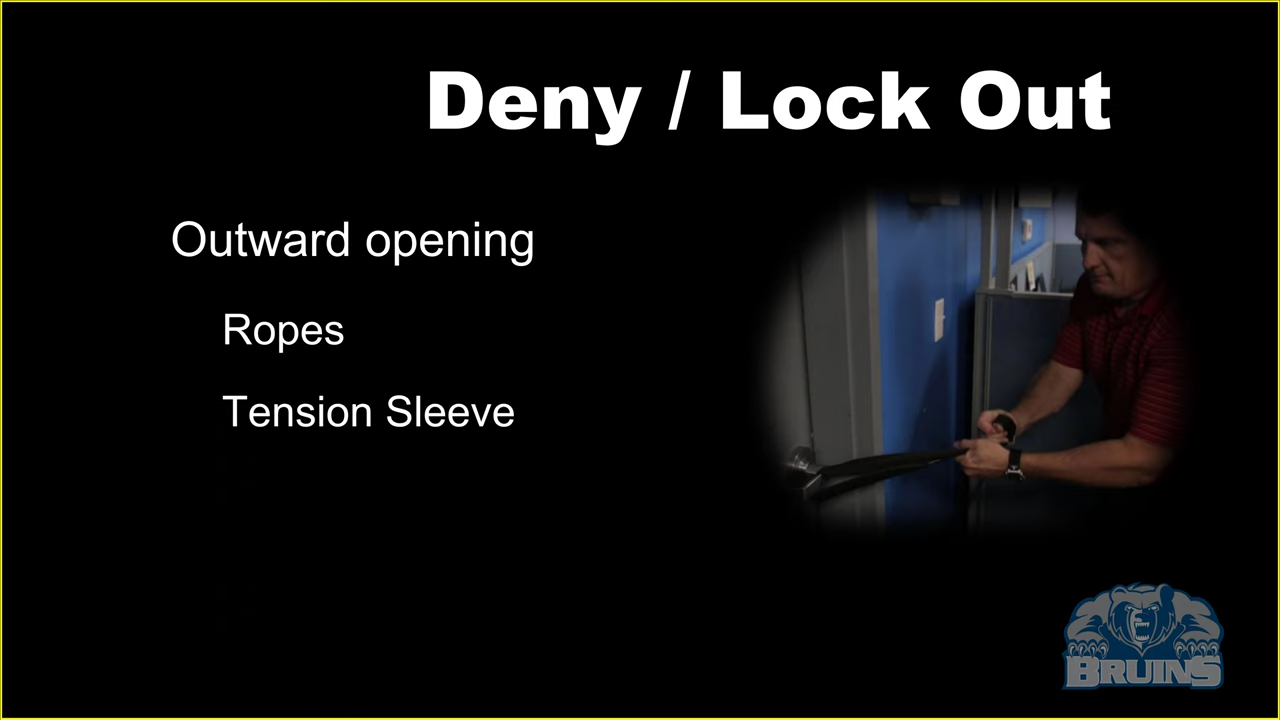 Deny / Lock Out
Outward opening
Ropes
Tension Sleeve
BRUINS